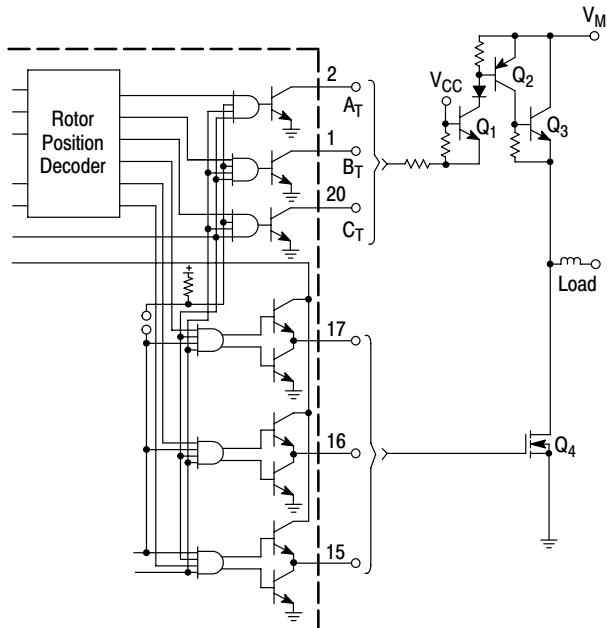 V_M
2
A_T
V_CC
Q_2
Q_1
Q_3
Rotor
Position
Decoder
1
B_T
20
C_T
+
Load
17
16
Q_4
15